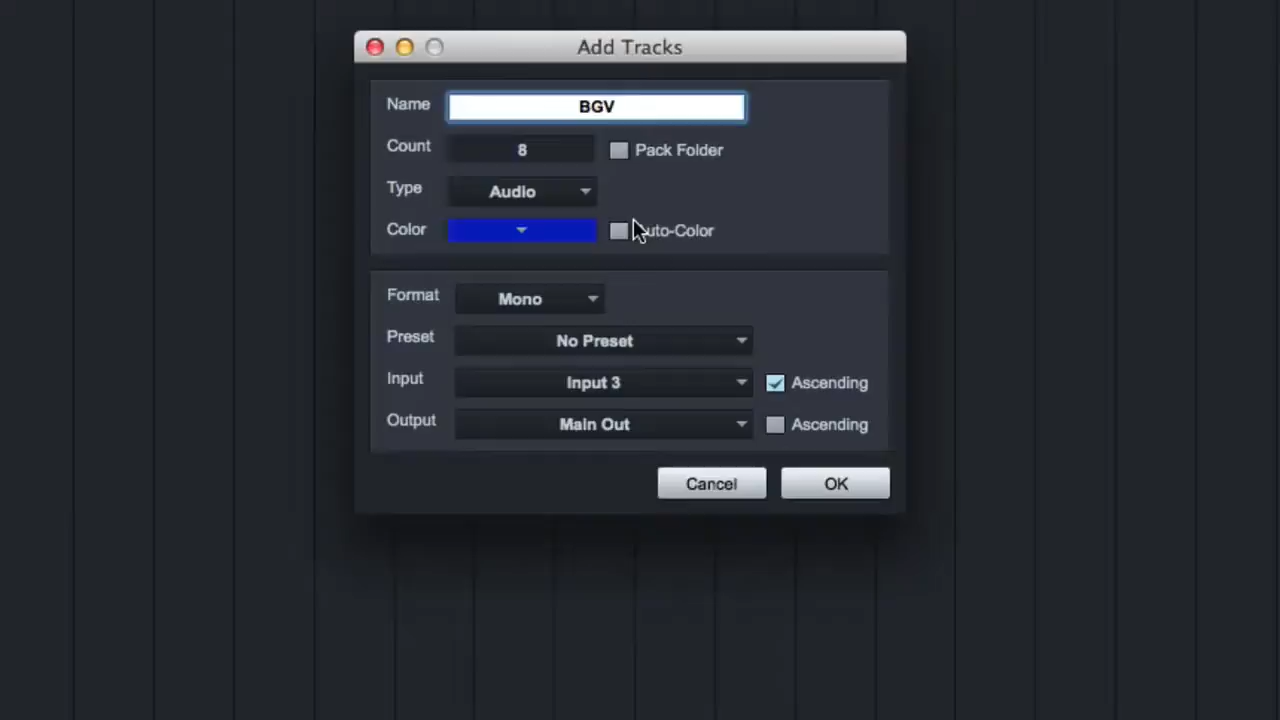 Add Tracks
Name BGV
Count 8 Pack Folder
Type Audio
Color uto-Color
Format Mono
Preset No Preset
Input Input 3 Ascending
Output Main Out Ascending
Cancel OK